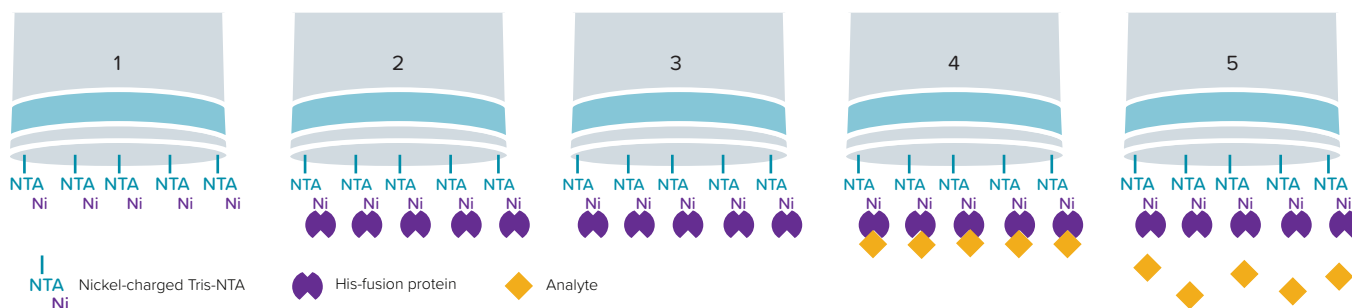 1 2 3 4 5
NTA NTA NTA NTA NTA NTA NTA NTA NTA NTA NTA NTA NTA NTA NTA NTA NTA NTA NTA NTA NTA NTA NTA NTA NTA
Ni Ni Ni Ni Ni Ni Ni Ni Ni Ni Ni Ni Ni Ni Ni Ni Ni Ni Ni Ni Ni Ni Ni Ni Ni
NTA Nickel-charged Tris-NTA His-fusion protein Analyte
Ni